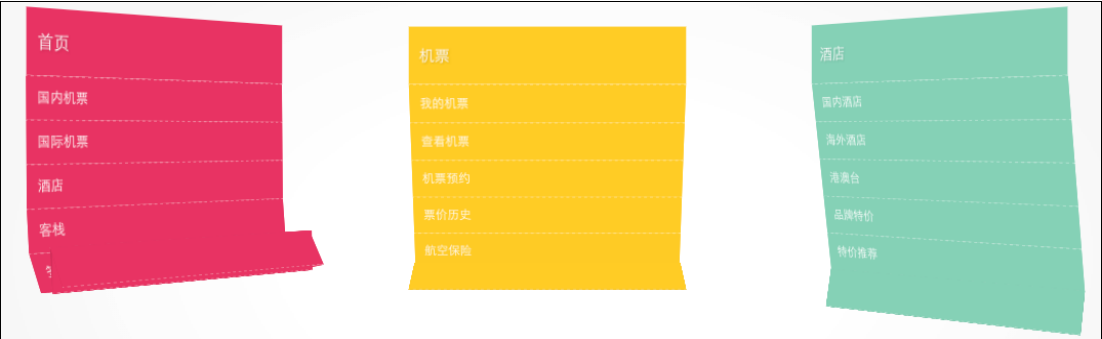 首页
国内机票
国际机票
酒店
客栈
机票
我的机票
查看机票
机票预约
票价历史
航空保险
酒店
国内酒店
海外酒店
港澳台
品牌特价
特价推荐